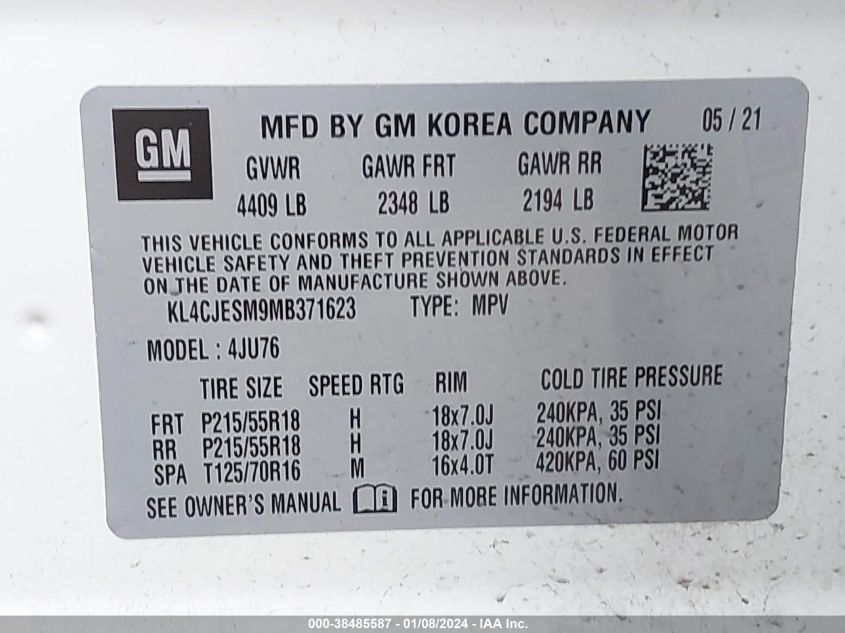 GM
MFD BY GM KOREA COMPANY 05 / 21
GVWR GAWR FRT GAWR RR
4409 LB 2348 LB 2194 LB
THIS VEHICLE CONFORMS TO ALL APPLICABLE U.S. FEDERAL MOTOR
VEHICLE SAFETY AND THEFT PREVENTION STANDARDS IN EFFECT
ON THE DATE OF MANUFACTURE SHOWN ABOVE.
KL4CJESM9MB371623 TYPE: MPV
MODEL : 4JU76
TIRE SIZE SPEED RTG RIM COLD TIRE PRESSURE
FRT P215/55R18 H 18x7.0J 240KPA, 35 PSI
RR P215/55R18 H 18x7.0J 240KPA, 35 PSI
SPA T125/70R16 M 16x4.0T 420KPA, 60 PSI
SEE OWNER'S MANUAL i FOR MORE INFORMATION.
000-38485587 - 01/08/2024 - IAA Inc.